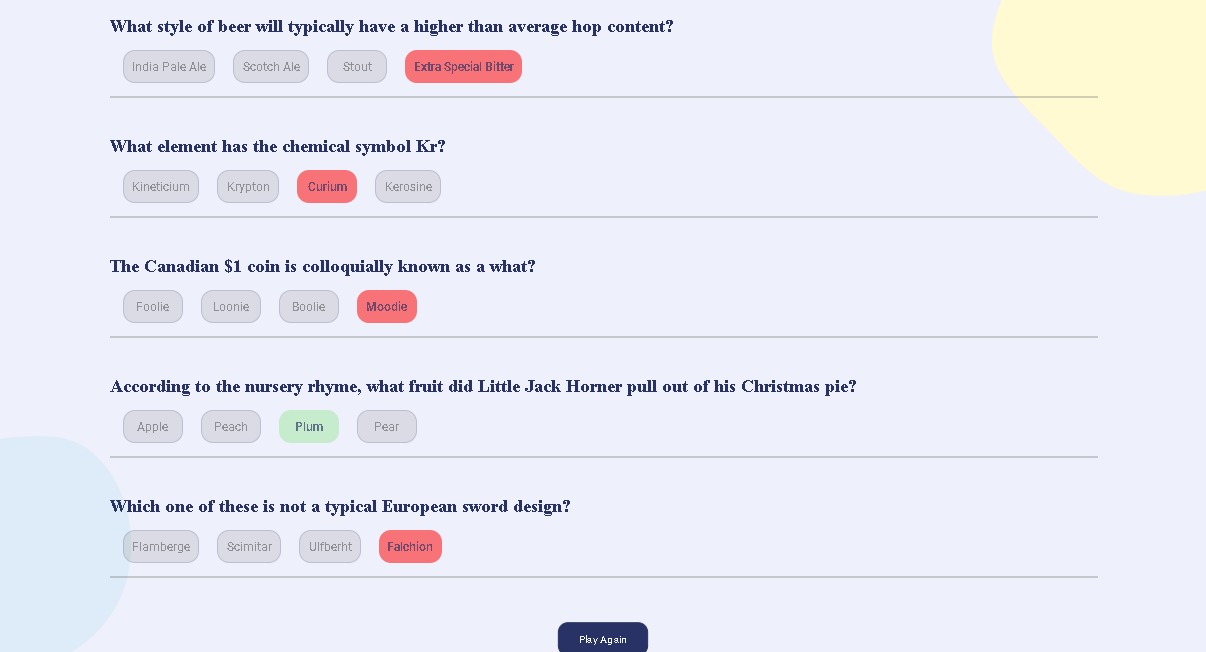 What style of beer will typically have a higher than average hop content?
India Pale Ale Scotch Ale Stout Extra Special Bitter
What element has the chemical symbol Kr?
Kineticium Krypton Curium Kerosine
The Canadian $1 coin is colloquially known as a what?
Foolie Loonie Boolie Moodie
According to the nursery rhyme, what fruit did Little Jack Horner pull out of his Christmas pie?
Apple Peach Plum Pear
Which one of these is not a typical European sword design?
Flamberge Scimitar Ulfberht Falchion
Play Again